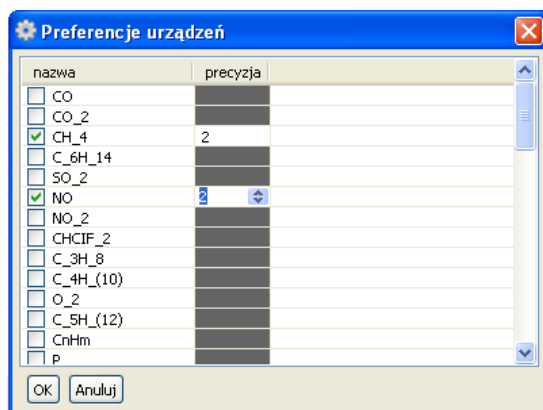 Preferencje urządzeń
nazwa precyzja
CO
CO_2
CH_4 2
C_6H_14
SO_2
NO 2
NO_2
CHCIF_2
C_3H_8
C_4H_(10)
O_2
C_5H_(12)
CnHm
P
OK Anuluj